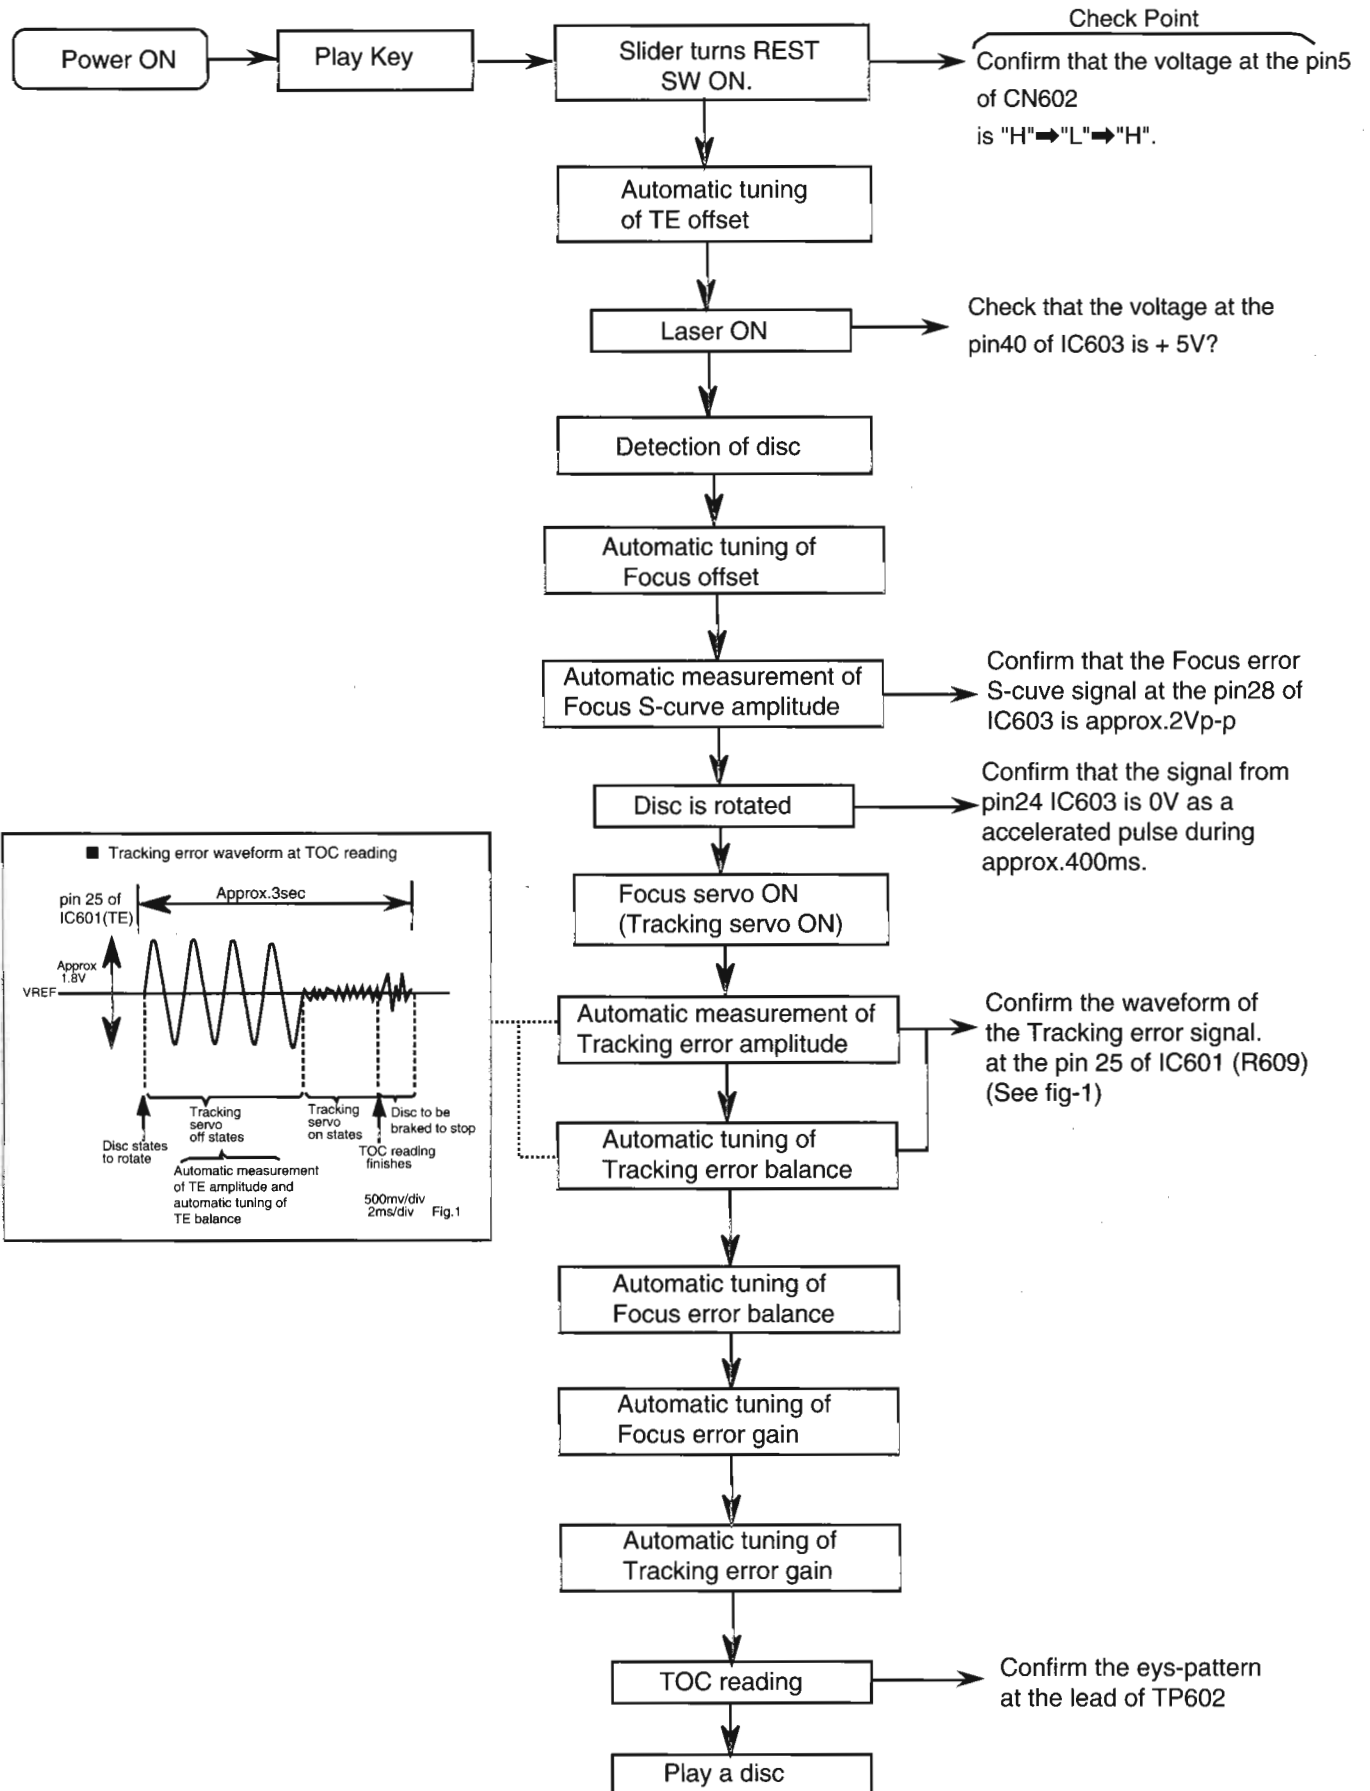 Check Point
Power ON
Play Key
Slider turns REST
SW ON.
Confirm that the voltage at the pin5
of CN602
is "H"➡"L"➡"H".
Automatic tuning
of TE offset
Laser ON
Check that the voltage at the
pin40 of IC603 is + 5V?
Detection of disc
Automatic tuning of
Focus offset
Automatic measurement of
Focus S-curve amplitude
Confirm that the Focus error
S-cuve signal at the pin28 of
IC603 is approx.2Vp-p
Disc is rotated
Confirm that the signal from
pin24 IC603 is 0V as a
accelerated pulse during
approx.400ms.
Focus servo ON
(Tracking servo ON)
■ Tracking error waveform at TOC reading
pin 25 of
IC601(TE)
Approx.3sec
Approx
1.8V
VREF
Disc states
to rotate
Tracking
servo
off states
Tracking
servo
on states
Disc to be
braked to stop
TOC reading
finishes
Automatic measurement
of TE amplitude and
automatic tuning of
TE balance
500mv/div
2ms/div
Fig.1
Automatic measurement of
Tracking error amplitude
Confirm the waveform of
the Tracking error signal.
at the pin 25 of IC601 (R609)
(See fig-1)
Automatic tuning of
Tracking error balance
Automatic tuning of
Focus error balance
Automatic tuning of
Focus error gain
Automatic tuning of
Tracking error gain
TOC reading
Confirm the eys-pattern
at the lead of TP602
Play a disc